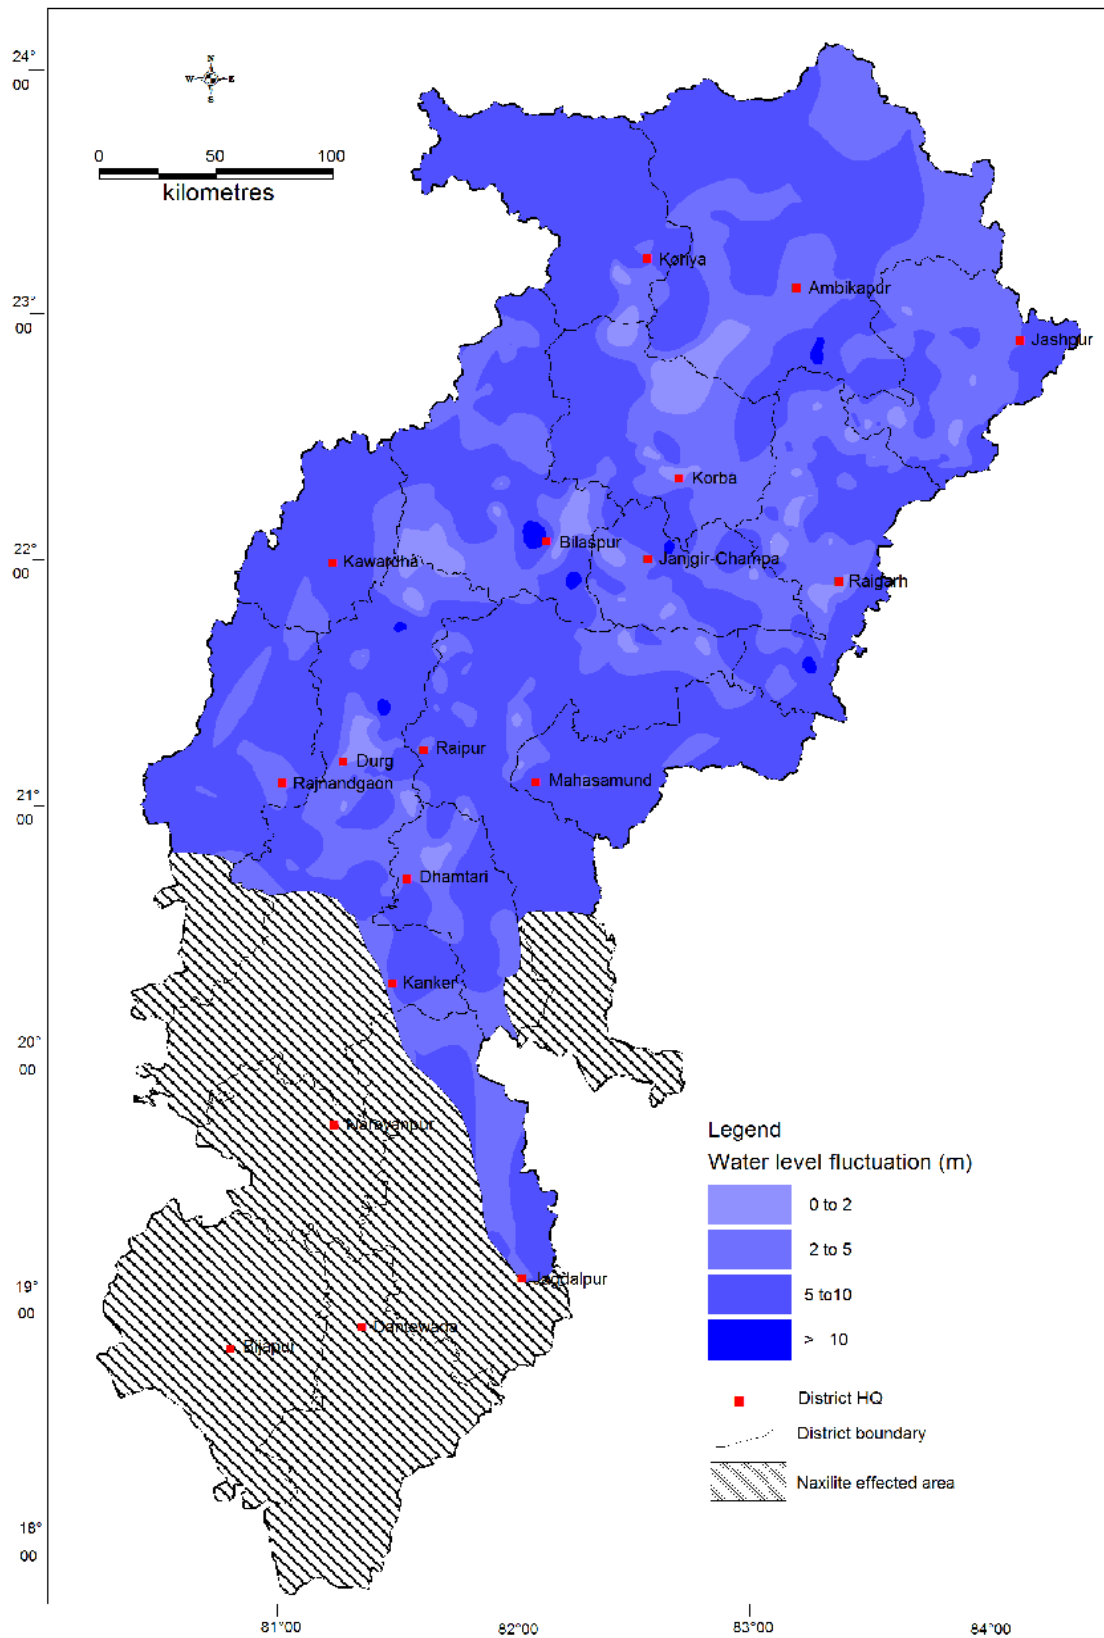 24°
00
N
W E
S
0 50 100
kilometres
Koriya
Ambikapur
23°
00
Jashpur
Korba
Bilaspur
22°
00
Kawardha
Janjgir-Champa
Raigarh
Raipur
Durg
Rajnandgaon
Mahasamund
21°
00
Dhamtari
Kanker
20°
00
Narayanpur
Legend
Water level fluctuation (m)
0 to 2
2 to 5
5 to10
> 10
19°
00
Jagdalpur
Dantewada
Bijapur
District HQ
District boundary
Naxilite effected area
18°
00
81°00 82°00 83°00 84°00